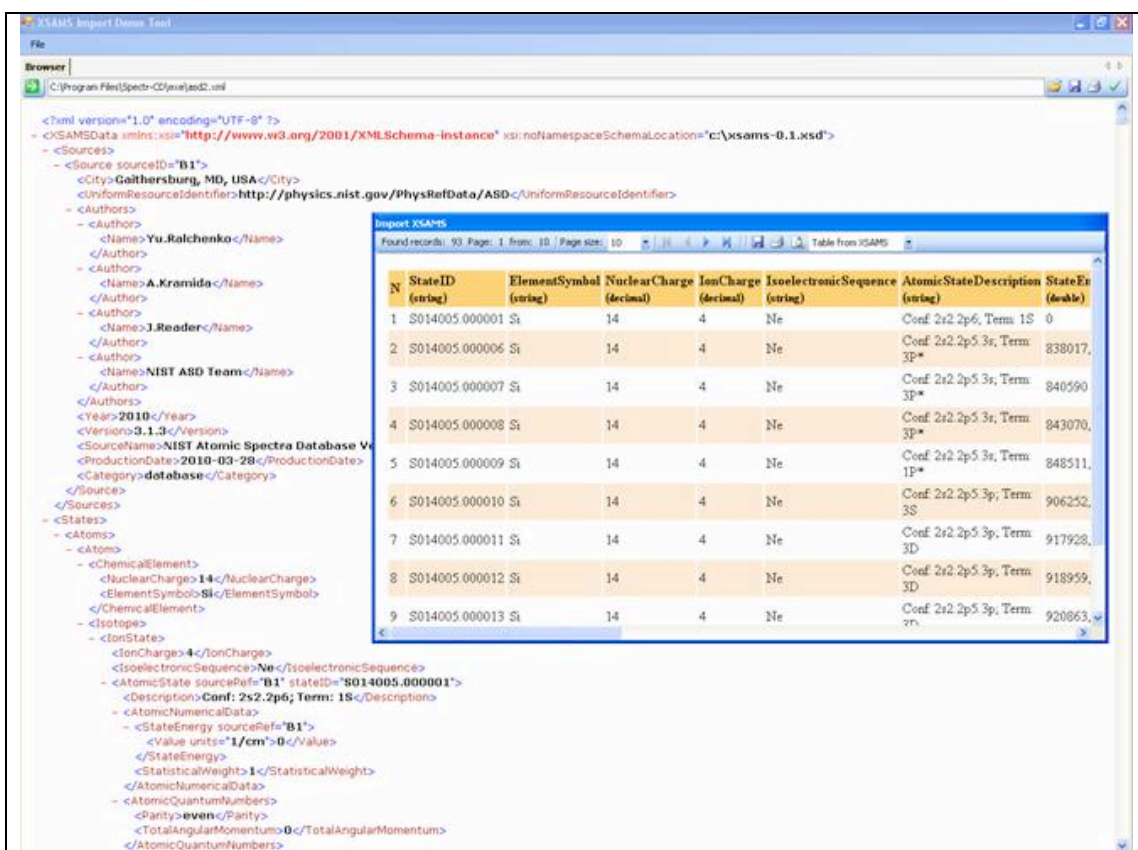 XSAMS Import Demo Tool
File
Browser
C:\Program Files\Spectr-CD\exe\asd2.xml
<?xml version="1.0" encoding="UTF-8" ?>
- <XSAMSData xmlns:xsi="http://www.w3.org/2001/XMLSchema-instance" xsi:noNamespaceSchemaLocation="c:\xsams-0.1.xsd">
- <Sources>
- <Source sourceID="B1">
<City>Gaithersburg, MD, USA</City>
<UniformResourceIdentifier>http://physics.nist.gov/PhysRefData/ASD</UniformResourceIdentifier>
- <Authors>
- <Author>
<Name>Yu.Ralchenko</Name>
</Author>
- <Author>
<Name>A.Kramida</Name>
</Author>
- <Author>
<Name>J.Reader</Name>
</Author>
- <Author>
<Name>NIST ASD Team</Name>
</Author>
</Authors>
<Year>2010</Year>
<Version>3.1.3</Version>
<SourceName>NIST Atomic Spectra Database Ve
<ProductionDate>2010-03-28</ProductionDate>
<Category>database</Category>
</Source>
</Sources>
- <States>
- <Atoms>
- <Atom>
- <ChemicalElement>
<NuclearCharge>14</NuclearCharge>
<ElementSymbol>Si</ElementSymbol>
</ChemicalElement>
- <Isotope>
- <IonState>
<IonCharge>4</IonCharge>
<IsoelectronicSequence>Ne</IsoelectronicSequence>
- <AtomicState sourceRef="B1" stateID="S014005.000001">
<Description>Conf: 2s2.2p6; Term: 1S</Description>
- <AtomicNumericalData>
- <StateEnergy sourceRef="B1">
<Value units="1/cm">0</Value>
</StateEnergy>
<StatisticalWeight>1</StatisticalWeight>
</AtomicNumericalData>
- <AtomicQuantumNumbers>
<Parity>even</Parity>
<TotalAngularMomentum>0</TotalAngularMomentum>
</AtomicQuantumNumbers>
Import XSAMS
Found records: 93 Page: 1 from: 10 Page size: 10 Table from XSAMS
N StateID ElementSymbol NuclearCharge IonCharge IsoelectronicSequence AtomicStateDescription StateEn
(string) (string) (decimal) (decimal) (string) (string) (double)
1 S014005.000001 Si 14 4 Ne Conf: 2s2.2p6; Term: 1S 0
2 S014005.000006 Si 14 4 Ne Conf: 2s2.2p5.3s; Term: 838017,
3P*
3 S014005.000007 Si 14 4 Ne Conf: 2s2.2p5.3s; Term: 840590
3P*
4 S014005.000008 Si 14 4 Ne Conf: 2s2.2p5.3s; Term: 843070,
3P*
5 S014005.000009 Si 14 4 Ne Conf: 2s2.2p5.3s; Term: 848511,
1P*
6 S014005.000010 Si 14 4 Ne Conf: 2s2.2p5.3p; Term: 906252,
3S
7 S014005.000011 Si 14 4 Ne Conf: 2s2.2p5.3p; Term: 917928,
3D
8 S014005.000012 Si 14 4 Ne Conf: 2s2.2p5.3p; Term: 918959,
3D
9 S014005.000013 Si 14 4 Ne Conf: 2s2.2p5.3p; Term: 920863,
3D